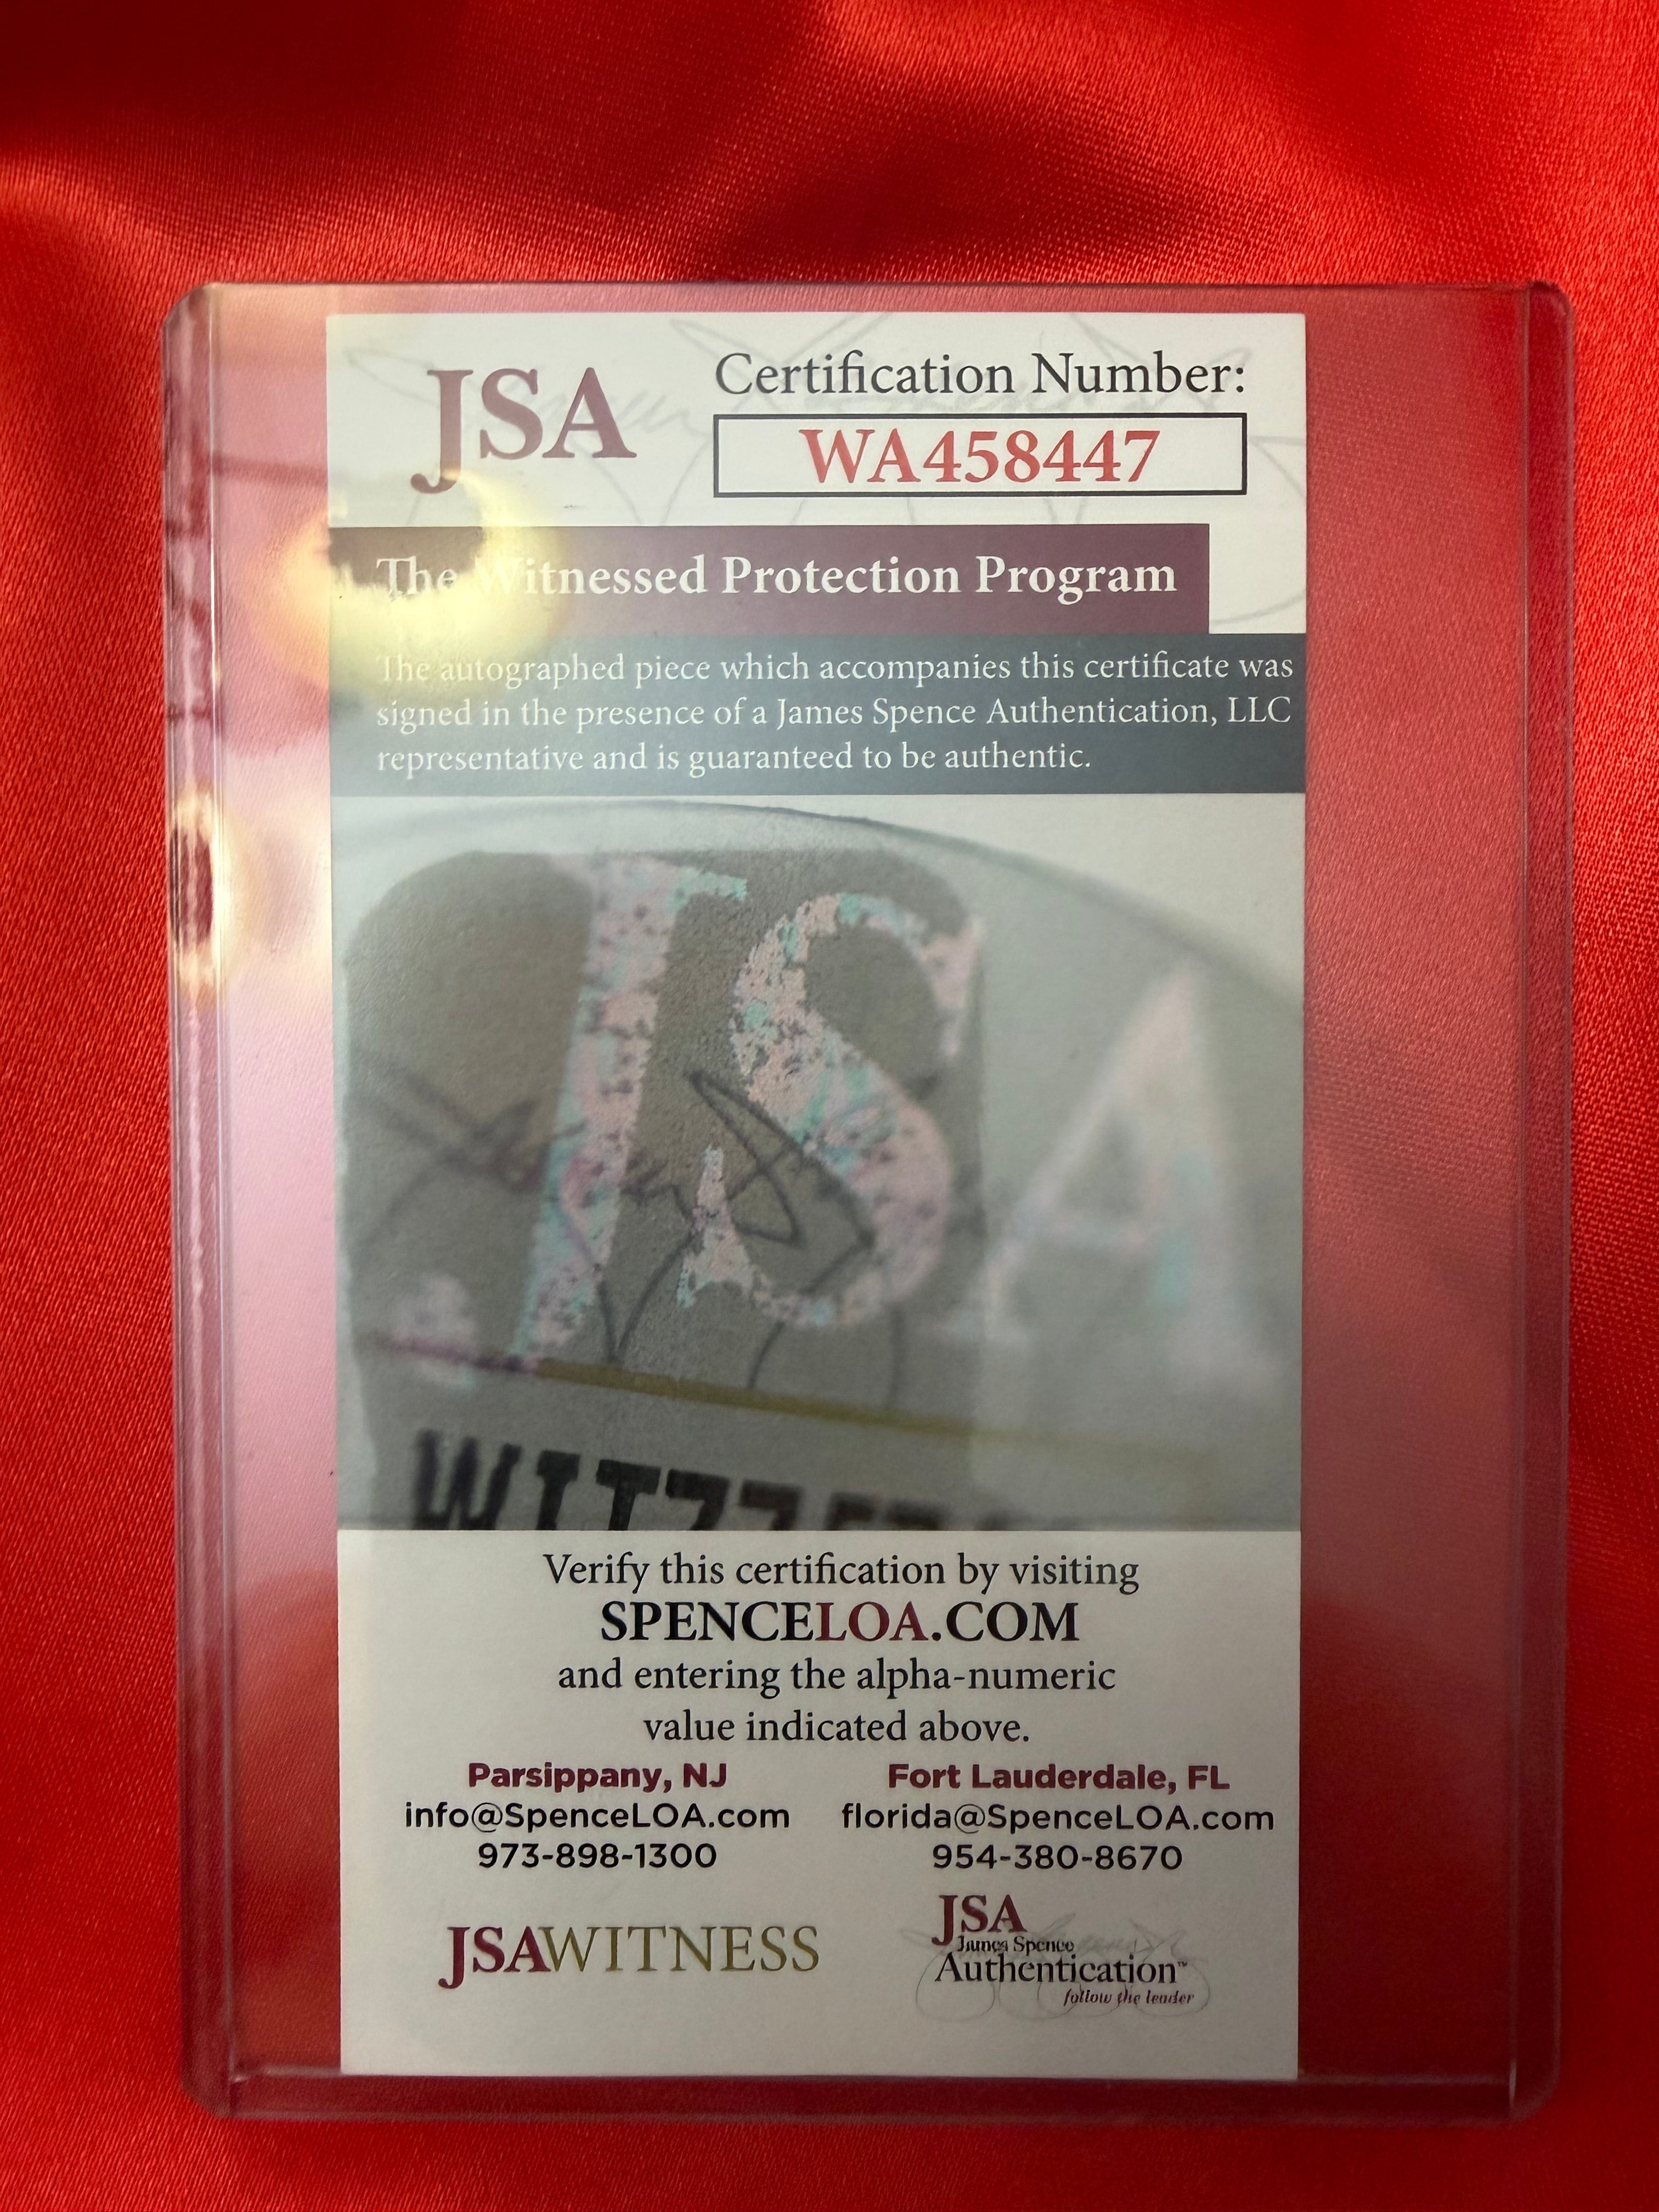 JSA
Certification Number:
WA458447
The Witnessed Protection Program
The autographed piece which accompanies this certificate was
signed in the presence of a James Spence Authentication, LLC
representative and is guaranteed to be authentic.
JSA
Verify this certification by visiting
SPENCELOA.COM
and entering the alpha-numeric
value indicated above.
Parsippany, NJ
info@SpenceLOA.com
973-898-1300
Fort Lauderdale, FL
florida@SpenceLOA.com
954-380-8670
JSAWITNESS
JSA
James Spence
Authentication™
follow the leader